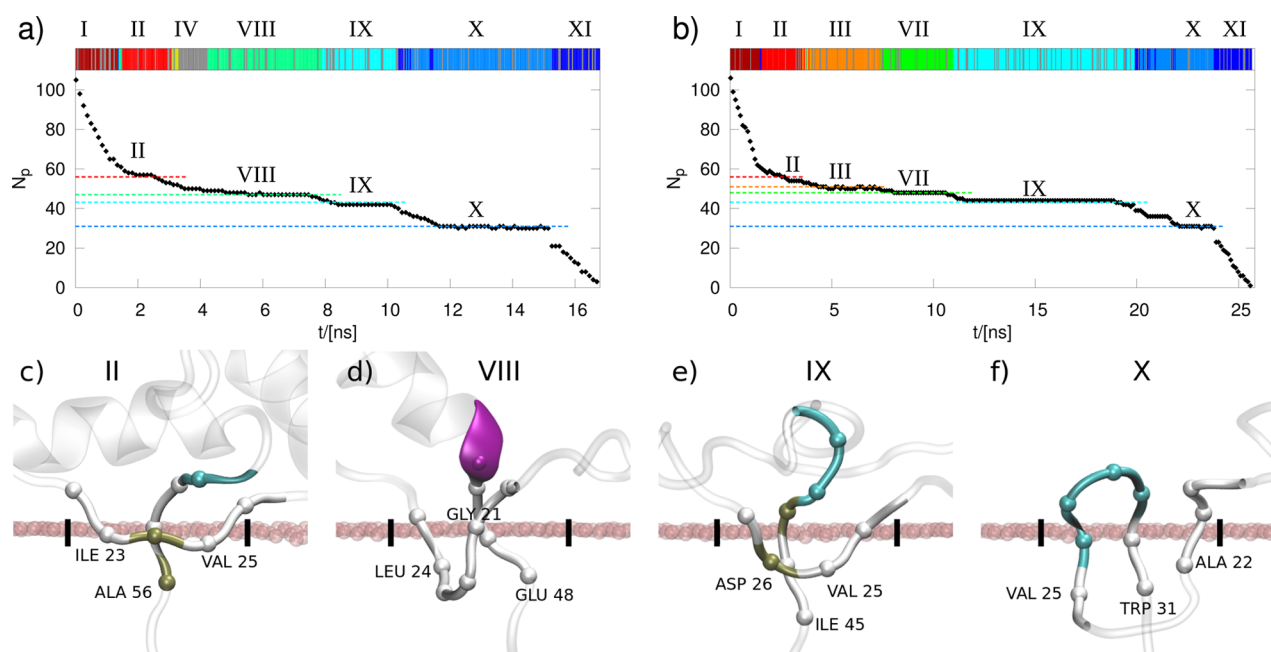 a) I II IV VIII IX X XI
100
80
60
40
20
0
Np
II
VIII
IX
X
0 2 4 6 8 10 12 14 16
t/[ns]
b) I II III VII IX X XI
100
80
60
40
20
0
Np
II
III
VII
IX
X
0 5 10 15 20 25
t/[ns]
c) II
ILE 23
VAL 25
ALA 56
d) VIII
GLY 21
LEU 24
GLU 48
e) IX
ASP 26
VAL 25
ILE 45
f) X
VAL 25
TRP 31
ALA 22